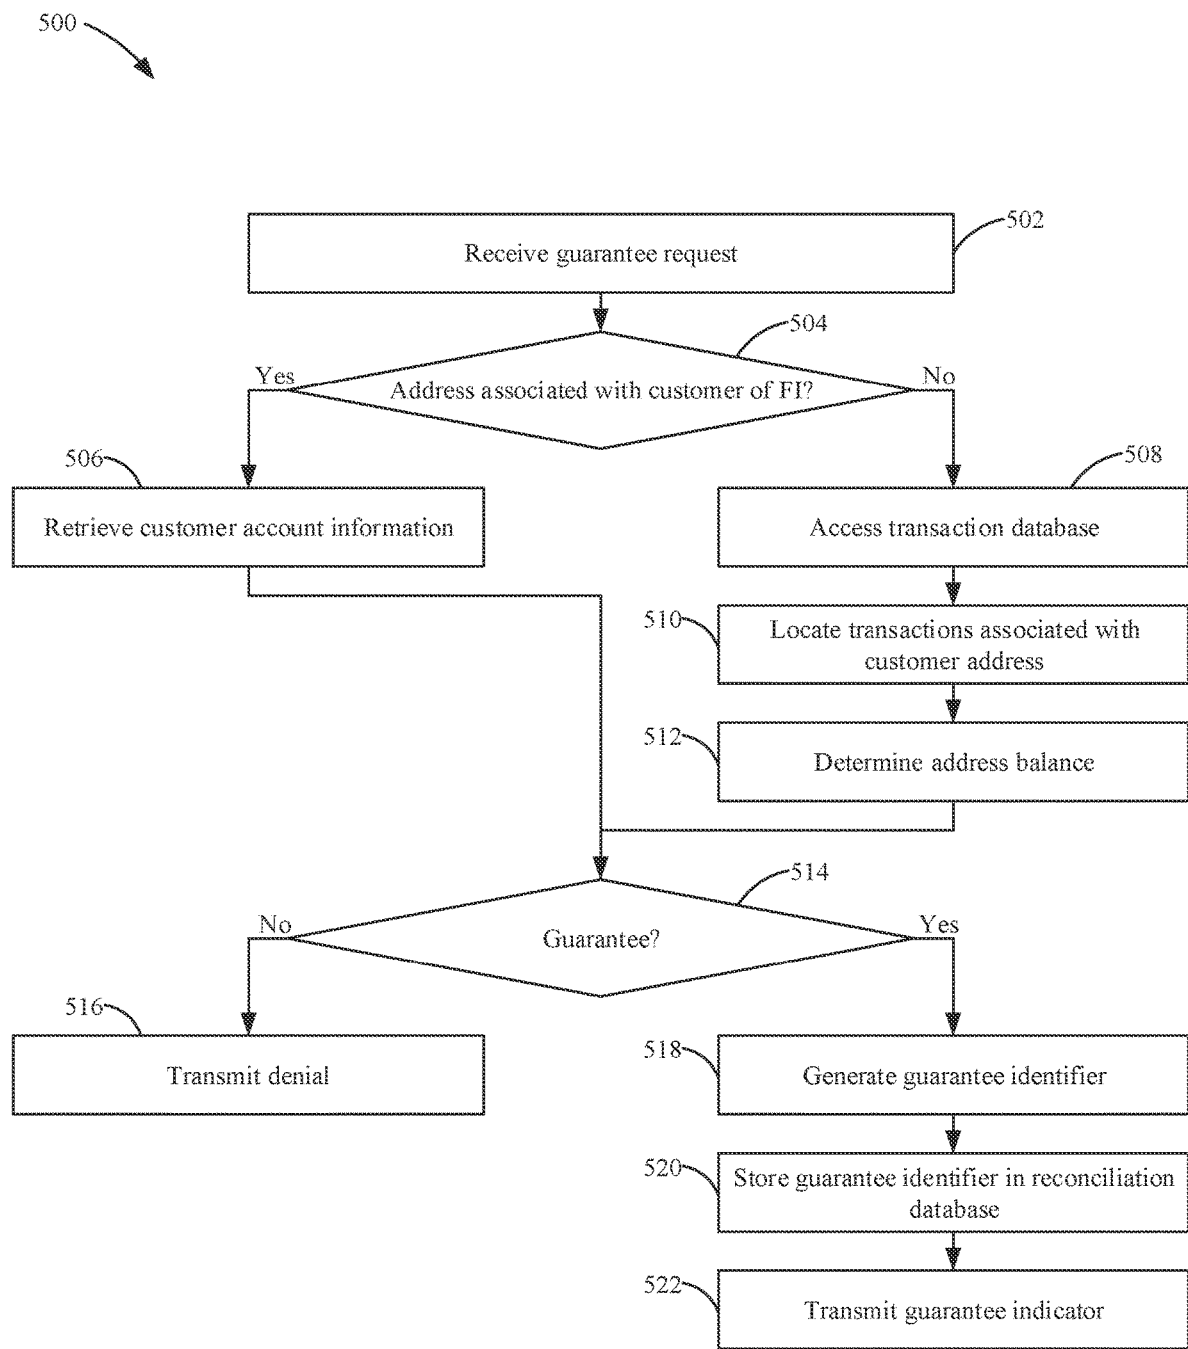 500
502
Receive guarantee request
504
Yes
No
Address associated with customer of FI?
506
508
Retrieve customer account information
Access transaction database
510
Locate transactions associated with
customer address
512
Determine address balance
514
No
Yes
Guarantee?
516
518
Transmit denial
Generate guarantee identifier
520
Store guarantee identifier in reconciliation
database
522
Transmit guarantee indicator